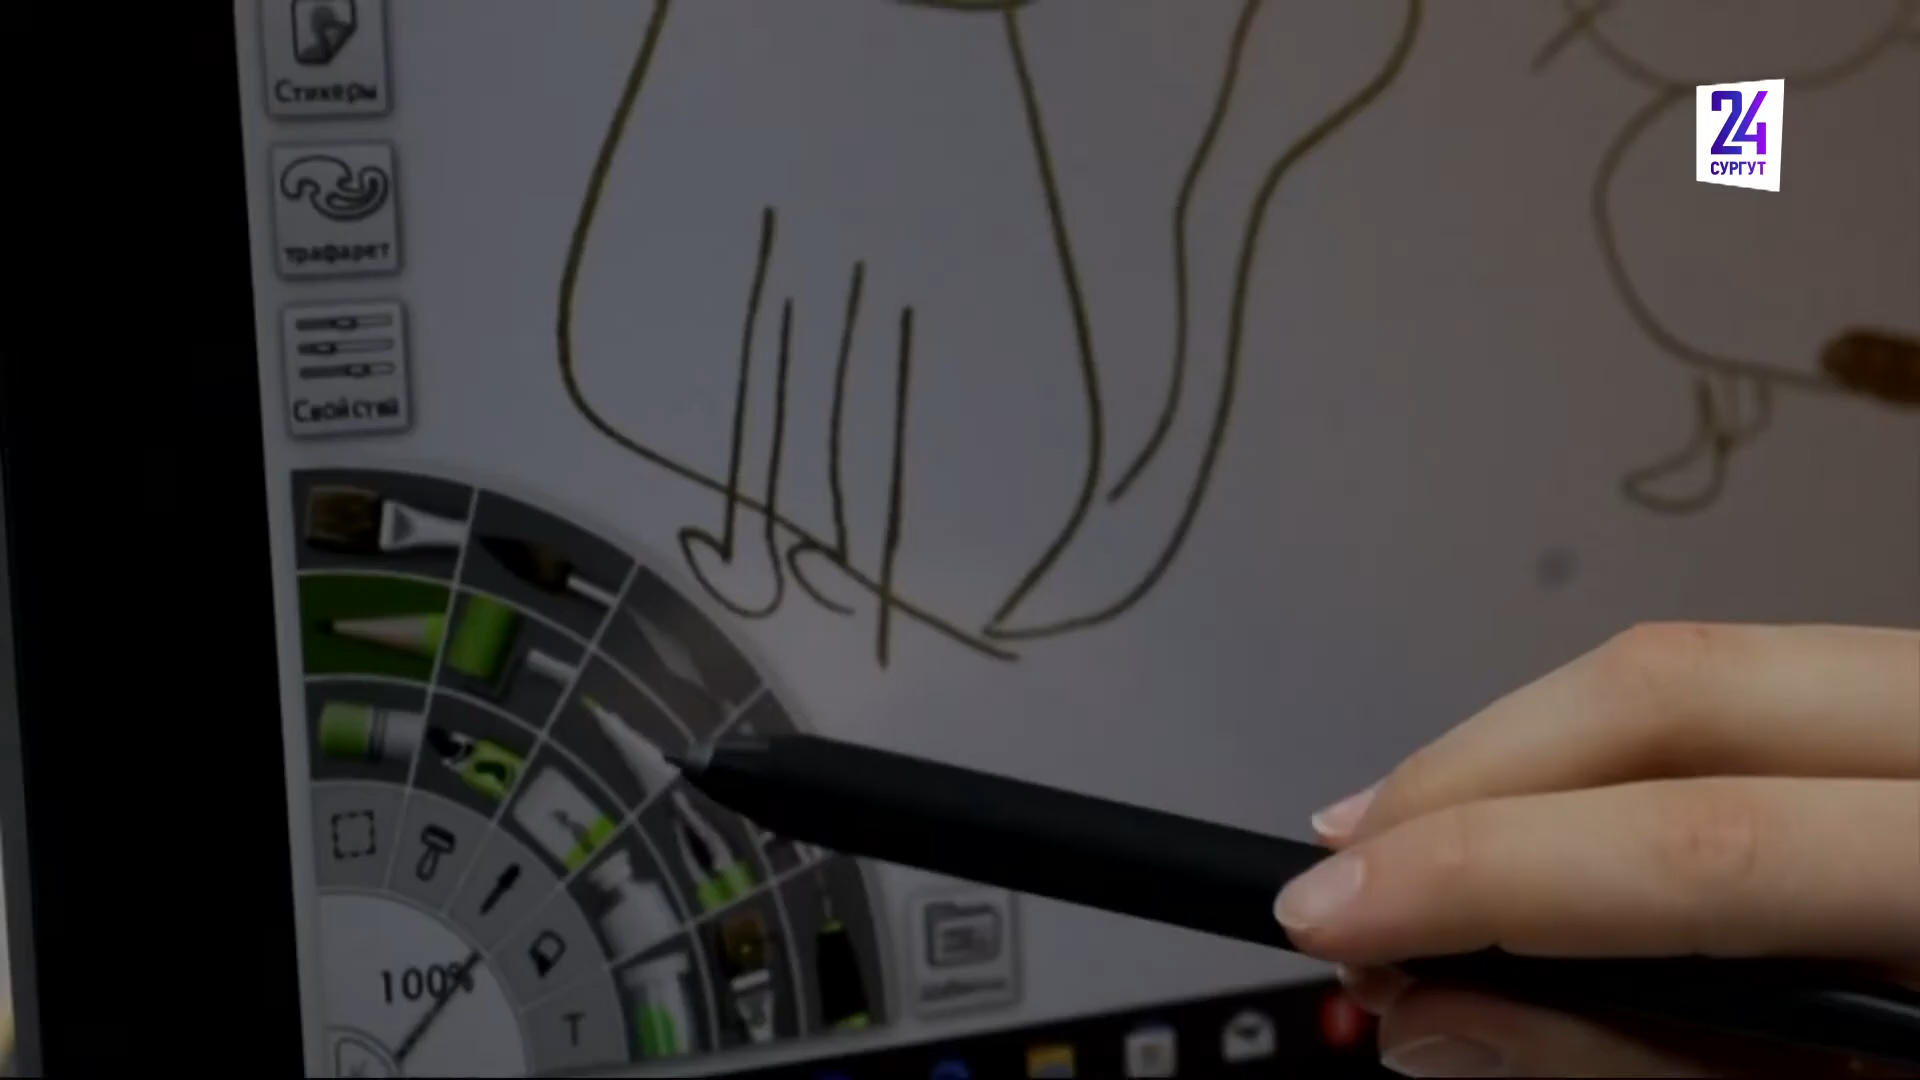 Стикеры
24
СУРГУТ
трафарет
Свойства
100%
T